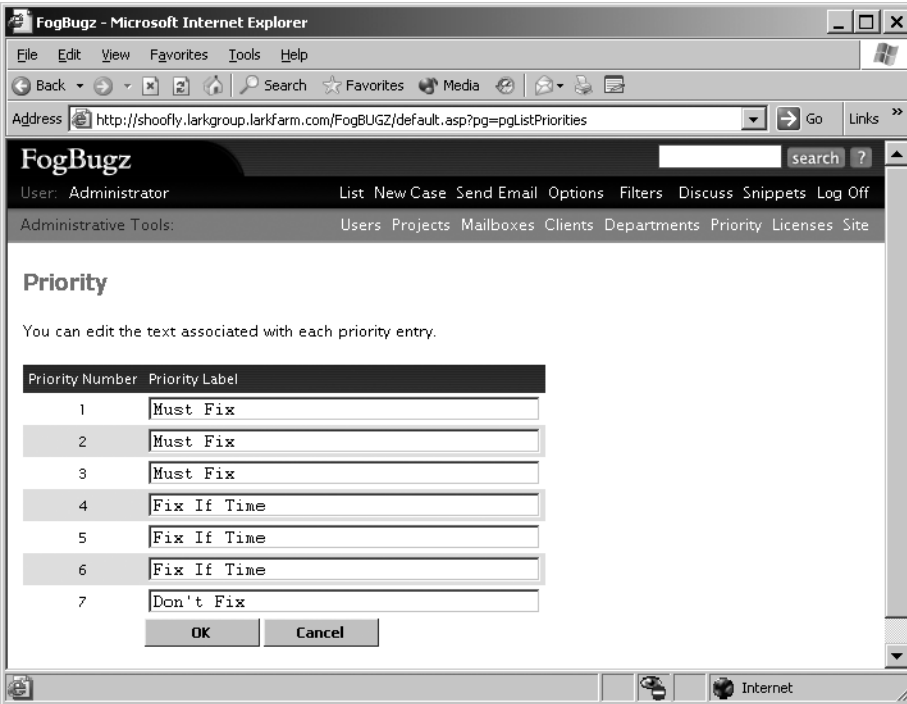 FogBugz - Microsoft Internet Explorer
File Edit View Favorites Tools Help
Back Search Favorites Media
Address http://shoofly.larkgroup.larkfarm.com/FogBUGZ/default.asp?pg=pgListPriorities Go Links »
FogBugz search ?
User: Administrator List New Case Send Email Options Filters Discuss Snippets Log Off
Administrative Tools: Users Projects Mailboxes Clients Departments Priority Licenses Site
Priority
You can edit the text associated with each priority entry.
Priority Number Priority Label
1 Must Fix
2 Must Fix
3 Must Fix
4 Fix If Time
5 Fix If Time
6 Fix If Time
7 Don't Fix
OK Cancel
Internet